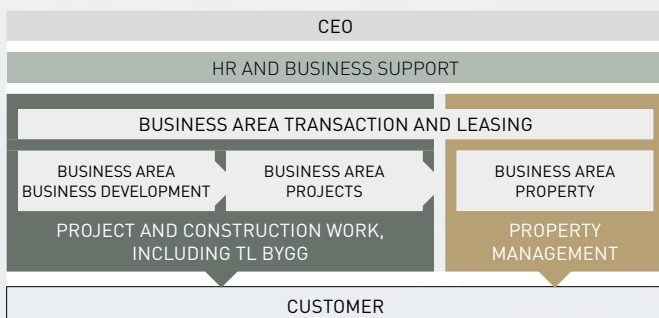 CEO
HR AND BUSINESS SUPPORT
BUSINESS AREA TRANSACTION AND LEASING
BUSINESS AREA
BUSINESS DEVELOPMENT
BUSINESS AREA
PROJECTS
BUSINESS AREA
PROPERTY
PROJECT AND CONSTRUCTION WORK,
INCLUDING TL BYGG
PROPERTY
MANAGEMENT
CUSTOMER